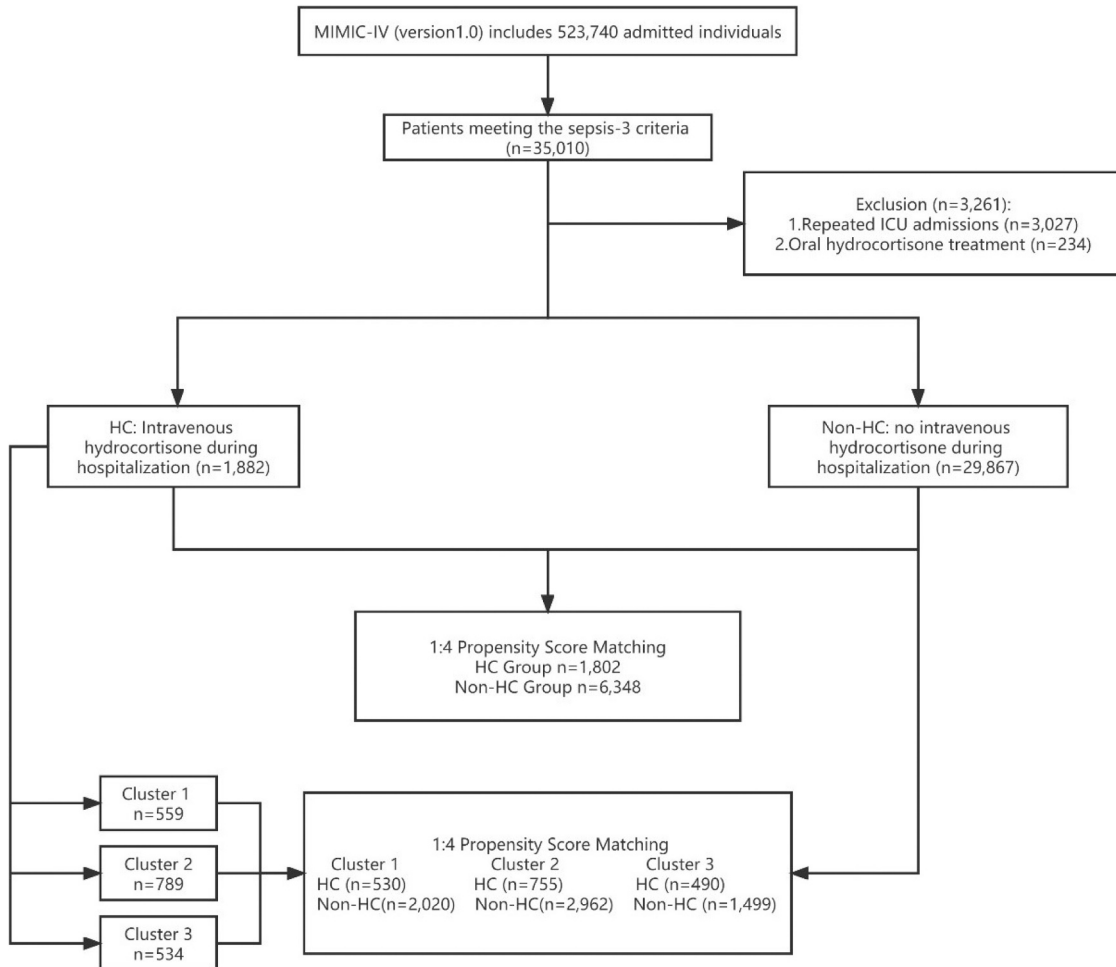 MIMIC-IV (version1.0) includes 523,740 admitted individuals
Patients meeting the sepsis-3 criteria
(n=35,010)
Exclusion (n=3,261):
1.Repeated ICU admissions (n=3,027)
2.Oral hydrocortisone treatment (n=234)
HC: Intravenous
hydrocortisone during
hospitalization (n=1,882)
Non-HC: no intravenous
hydrocortisone during
hospitalization (n=29,867)
1:4 Propensity Score Matching
HC Group n=1,802
Non-HC Group n=6,348
Cluster 1
n=559
Cluster 2
n=789
Cluster 3
n=534
1:4 Propensity Score Matching
Cluster 1 Cluster 2 Cluster 3
HC (n=530) HC (n=755) HC (n=490)
Non-HC(n=2,020) Non-HC(n=2,962) Non-HC (n=1,499)